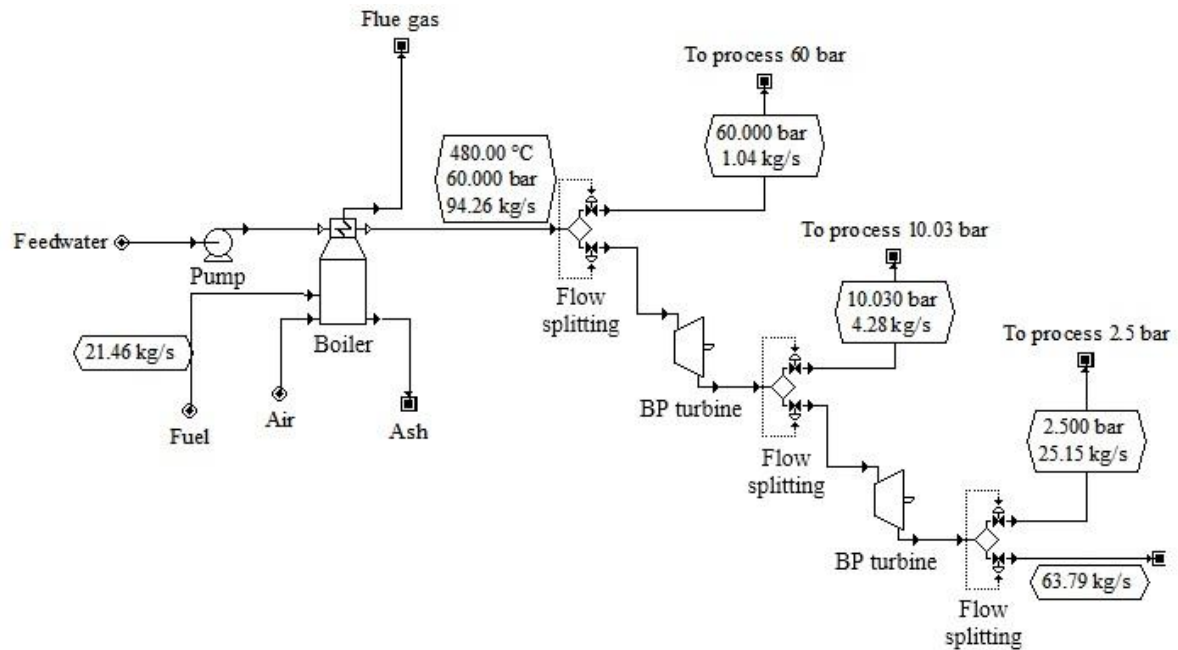 Flue gas
To process 60 bar
60.000 bar
1.04 kg/s
480.00 °C
60.000 bar
94.26 kg/s
To process 10.03 bar
Feedwater
Pump
10.030 bar
4.28 kg/s
Flow
splitting
Boiler
21.46 kg/s
To process 2.5 bar
Air
Fuel
Ash
BP turbine
2.500 bar
25.15 kg/s
Flow
splitting
BP turbine
63.79 kg/s
Flow
splitting